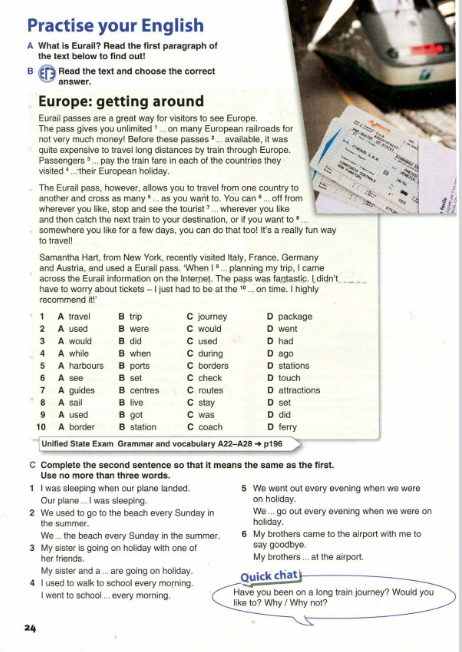 Practise your English
A What is Eurail? Read the first paragraph of
the text below to find out!
B Read the text and choose the correct
answer.
Europe: getting around
Eurail passes are a great way for visitors to see Europe.
The pass gives you unlimited 1 ... on many European railroads for
not very much money! Before these passes 2 ... available, it was
quite expensive to travel long distances by train through Europe.
Passengers 3 ... pay the train fare in each of the countries they
visited 4 ... their European holiday.
The Eurail pass, however, allows you to travel from one country to
another and cross as many 5 ... as you want to. You can 6 ... off from
wherever you like, stop and see the tourist 7 ... wherever you like
and then catch the next train to your destination, or if you want to 8 ...
somewhere you like for a few days, you can do that too! It's a really fun way
to travel!
Samantha Hart, from New York, recently visited Italy, France, Germany
and Austria, and used a Eurail pass. 'When I 9 ... planning my trip, I came
across the Eurail information on the Internet. The pass was fantastic. I didn't
have to worry about tickets – I just had to be at the 10 ... on time. I highly
recommend it!'
1 A travel B trip C journey D package
2 A used B were C would D went
3 A would B did C used D had
4 A while B when C during D ago
5 A harbours B ports C borders D stations
6 A see B set C check D touch
7 A guides B centres C routes D attractions
8 A sail B live C stay D set
9 A used B got C was D did
10 A border B station C coach D ferry
Unified State Exam Grammar and vocabulary A22–A28 → p196
C Complete the second sentence so that it means the same as the first.
Use no more than three words.
1 I was sleeping when our plane landed.
Our plane ... I was sleeping.
2 We used to go to the beach every Sunday in
the summer.
We ... the beach every Sunday in the summer.
3 My sister is going on holiday with one of
her friends.
My sister and a ... are going on holiday.
4 I used to walk to school every morning.
I went to school ... every morning.
5 We went out every evening when we were
on holiday.
We ... go out every evening when we were on
holiday.
6 My brothers came to the airport with me to
say goodbye.
My brothers ... at the airport.
Quick chat
Have you been on a long train journey? Would you
like to? Why / Why not?
24